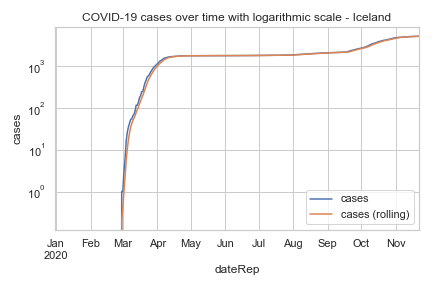 COVID-19 cases over time with logarithmic scale - Iceland
cases
10³
10²
10¹
10⁰
cases
cases (rolling)
Jan Feb Mar Apr May Jun Jul Aug Sep Oct Nov
2020
dateRep